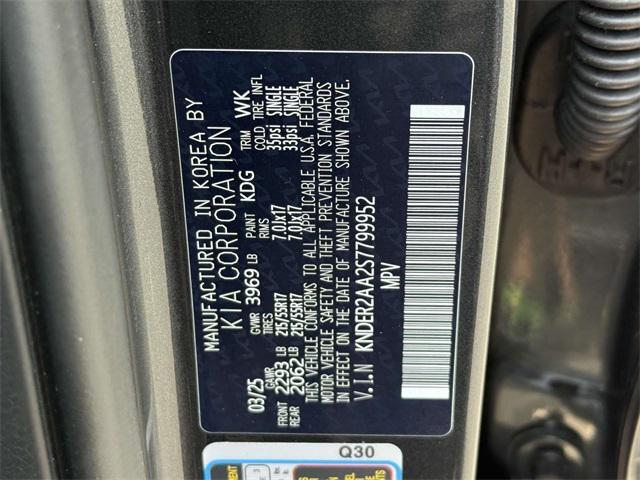 MANUFACTURED IN KOREA BY
KIA CORPORATION
03/25 GVWR 3969 LB PAINT KDG TRIM WK
GAWR TIRES RIMS COLD TIRE INFL
FRONT 2293 LB 215/55R17 7.0Jx17 35psi SINGLE
REAR 2062 LB 215/55R17 7.0Jx17 33psi SINGLE
THIS VEHICLE CONFORMS TO ALL APPLICABLE U.S.A. FEDERAL
MOTOR VEHICLE SAFETY AND THEFT PREVENTION STANDARDS
IN EFFECT ON THE DATE OF MANUFACTURE SHOWN ABOVE.
V.I.N KNDER2AA2S7799952
MPV
Q30